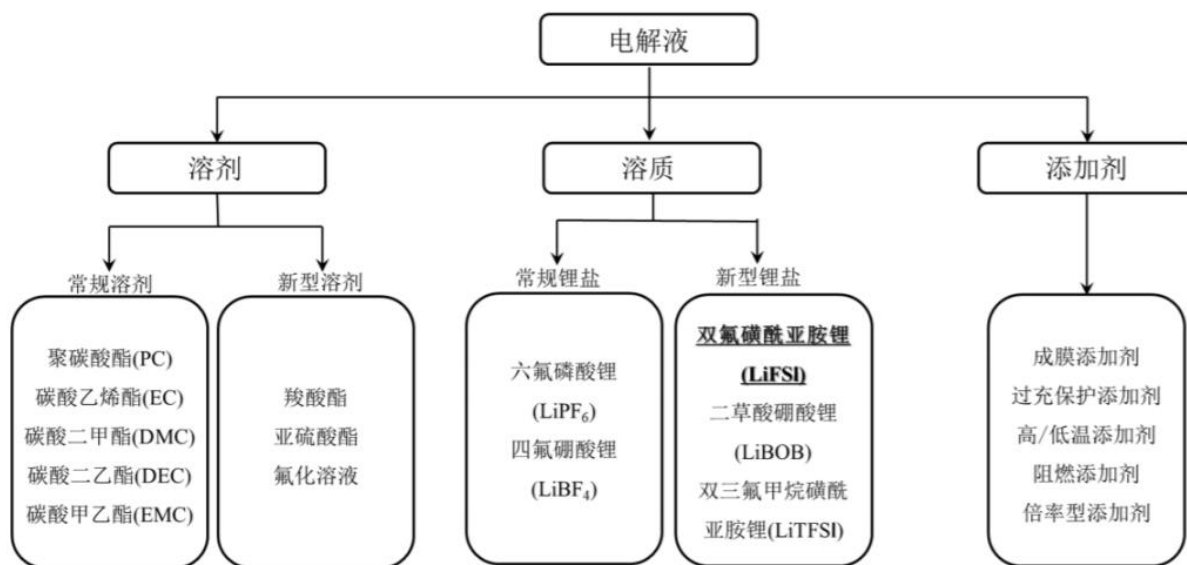 电解液
溶剂
溶质
添加剂
常规溶剂
新型溶剂
常规锂盐
新型锂盐
聚碳酸酯(PC)
碳酸乙烯酯(EC)
碳酸二甲酯(DMC)
碳酸二乙酯(DEC)
碳酸甲乙酯(EMC)
羧酸酯
亚硫酸酯
氟化溶液
六氟磷酸锂
(LiPF₆)
四氟硼酸锂
(LiBF₄)
双氟磺酰亚胺锂
(LiFSI)
二草酸硼酸锂
(LiBOB)
双三氟甲烷磺酰
亚胺锂(LiTFSI)
成膜添加剂
过充保护添加剂
高/低温添加剂
阻燃添加剂
倍率型添加剂